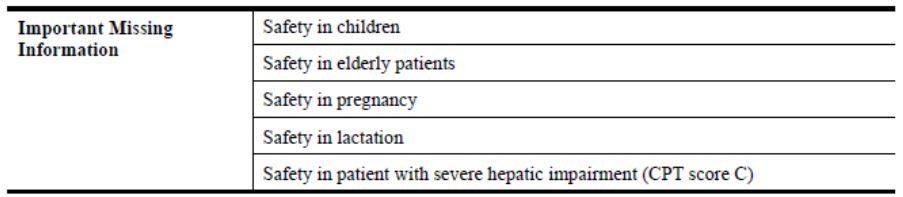 Important Missing
Information
Safety in children
Safety in elderly patients
Safety in pregnancy
Safety in lactation
Safety in patient with severe hepatic impairment (CPT score C)